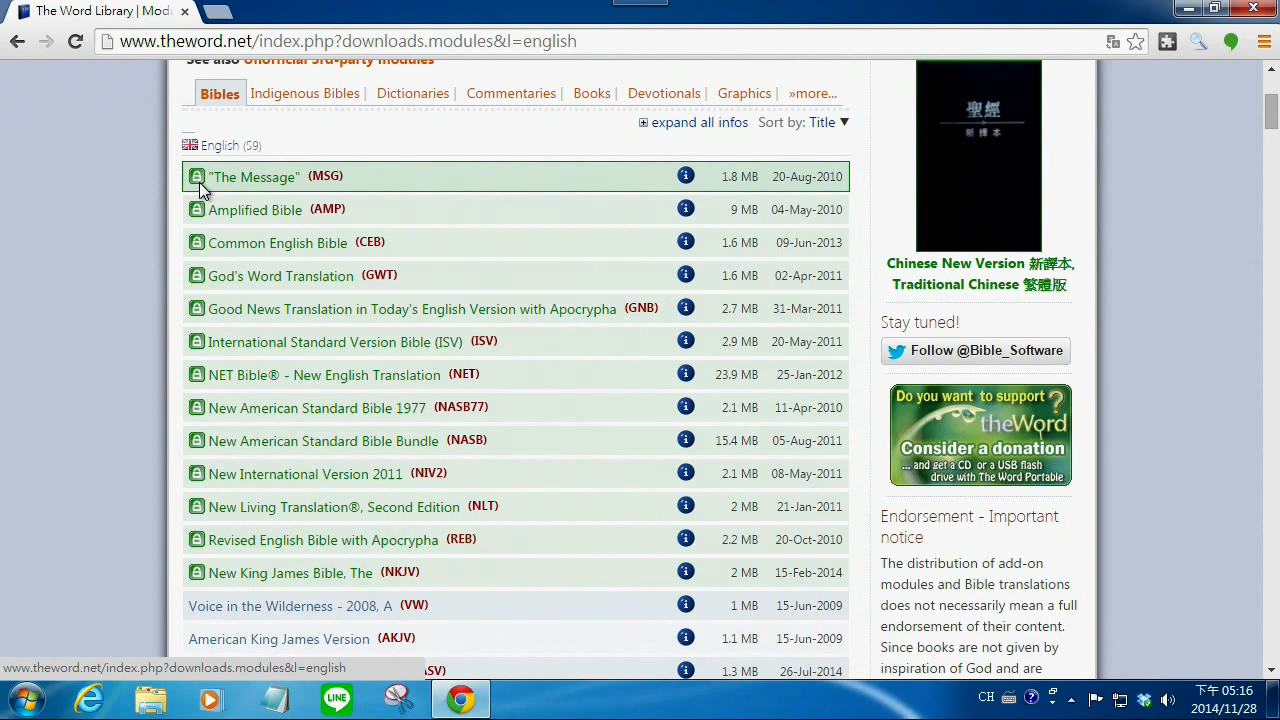 The Word Library | Modu
www.theword.net/index.php?downloads.modules&l=english
See also unofficial 3rd-party modules
Bibles
Indigenous Bibles |
Dictionaries |
Commentaries |
Books |
Devotionals |
Graphics |
»more...
expand all infos Sort by: Title ▼
English (59)
"The Message" (MSG) 1.8 MB 20-Aug-2010
Amplified Bible (AMP) 9 MB 04-May-2010
Common English Bible (CEB) 1.6 MB 09-Jun-2013
God's Word Translation (GWT) 1.6 MB 02-Apr-2011
Good News Translation in Today's English Version with Apocrypha (GNB) 2.7 MB 31-Mar-2011
International Standard Version Bible (ISV) (ISV) 2.9 MB 20-May-2011
NET Bible® - New English Translation (NET) 23.9 MB 25-Jan-2012
New American Standard Bible 1977 (NASB77) 2.1 MB 11-Apr-2010
New American Standard Bible Bundle (NASB) 15.4 MB 05-Aug-2011
New International Version 2011 (NIV2) 2.1 MB 08-May-2011
New Living Translation®, Second Edition (NLT) 2 MB 21-Jan-2011
Revised English Bible with Apocrypha (REB) 2.2 MB 20-Oct-2010
New King James Bible, The (NKJV) 2 MB 15-Feb-2014
Voice in the Wilderness - 2008, A (VW) 1 MB 15-Jun-2009
American King James Version (AKJV) 1.1 MB 15-Jun-2009
ASV) 1.3 MB 26-Jul-2014
www.theword.net/index.php?downloads.modules&l=english
聖經
新譯本
Chinese New Version 新譯本,
Traditional Chinese 繁體版
Stay tuned!
Follow @Bible_Software
Do you want to support ?
theWord
Consider a donation
... and get a CD or a USB flash
drive with The Word Portable
Endorsement - Important
notice
The distribution of add-on
modules and Bible translations
does not necessarily mean a full
endorsement of their content.
Since books are not given by
inspiration of God and are
LINE
CH
下午 05:16
2014/11/28